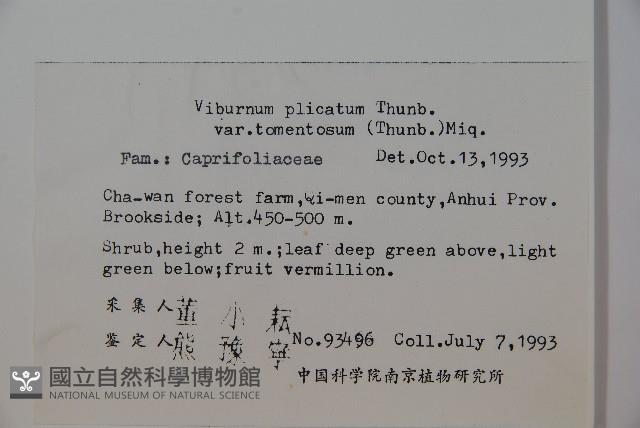 Viburnum plicatum Thunb.
var.tomentosum (Thunb.)Miq.
Fam.: Caprifoliaceae Det.Oct.13,1993
Cha-wan forest farm,Qi-men county,Anhui Prov.
Brookside; Alt.450-500 m.
Shrub,height 2 m.;leaf deep green above,light
green below;fruit vermillion.
采集人 董小耘
鉴定人 熊豫寧 No.93496 Coll.July 7,1993
中国科学院南京植物研究所
國立自然科學博物館
NATIONAL MUSEUM OF NATURAL SCIENCE